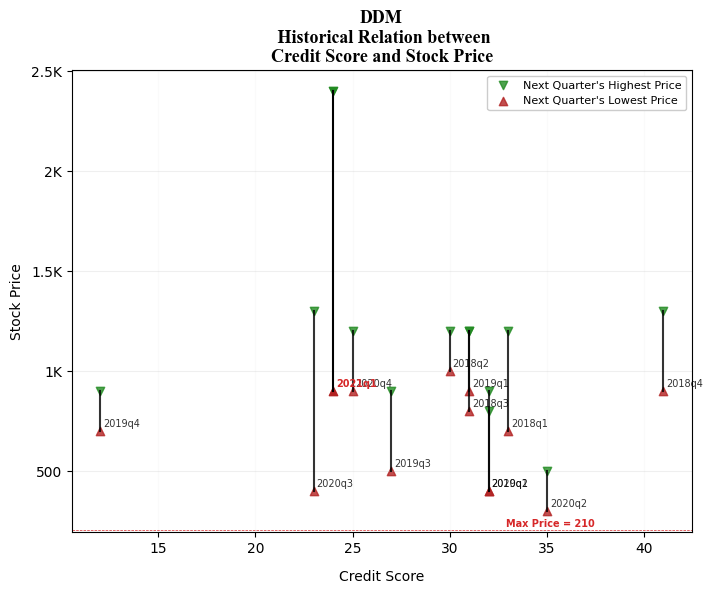 DDM
Historical Relation between
Credit Score and Stock Price
Next Quarter's Highest Price
Next Quarter's Lowest Price
2.5K
2K
1.5K
1K
500
Stock Price
2018q2
2020q4
2019q1
2018q4
2018q3
2019q4
2018q1
2019q3
2020q3
2020q2
Max Price = 210
15
20
25
30
35
40
Credit Score